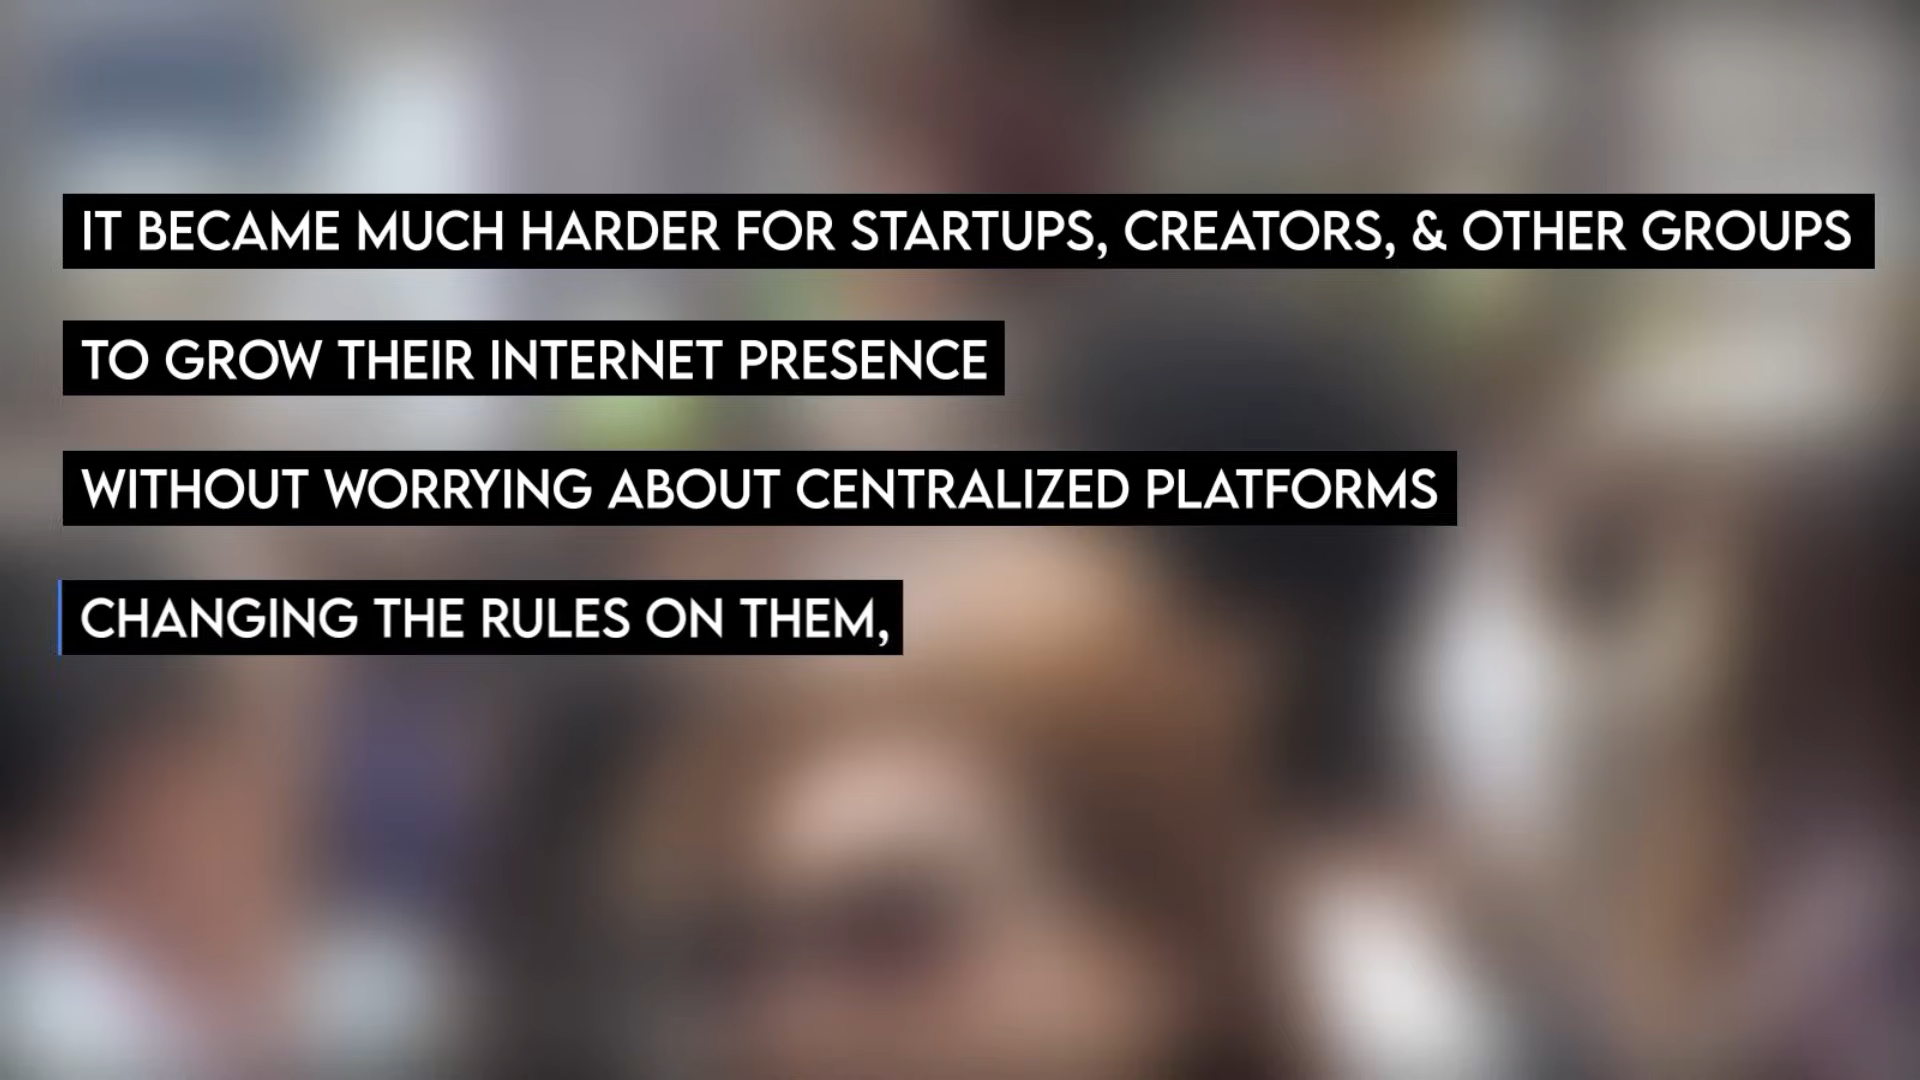 IT BECAME MUCH HARDER FOR STARTUPS, CREATORS, & OTHER GROUPS
TO GROW THEIR INTERNET PRESENCE
WITHOUT WORRYING ABOUT CENTRALIZED PLATFORMS
CHANGING THE RULES ON THEM,